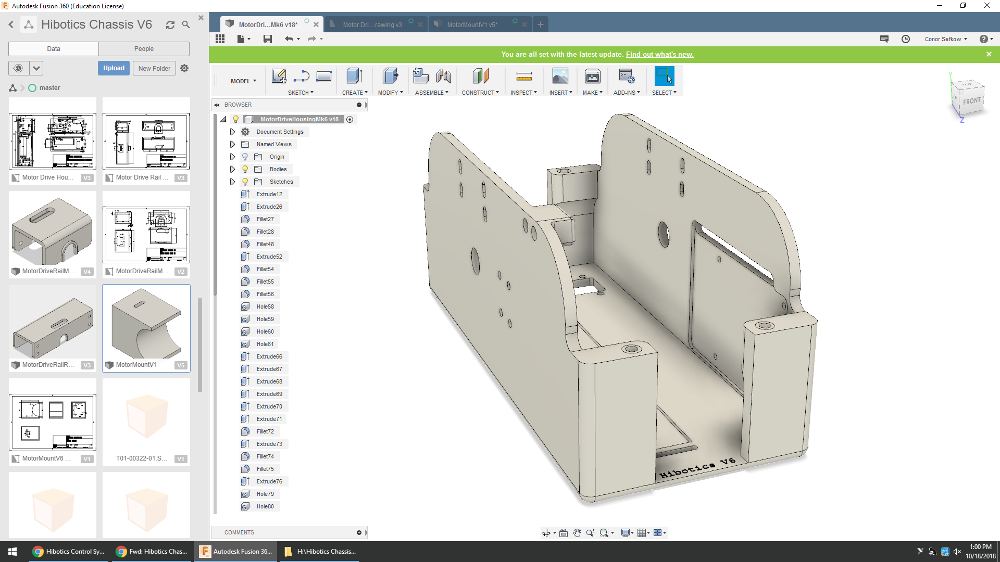 Autodesk Fusion 360 (Education License)
Hibotics Chassis V6
Data
People
Upload
New Folder
master
Motor Drive Hou... V3
Motor Drive Rail ... V3
MotorDriveRailM... V4
MotorDriveRailM... V2
MotorDriveRailR... V3
MotorMountV1 V5
MotorMountV6 ... V1
T01-00322-01.S... V1
MotorDri...Mk6 v18*
Motor Dri...rawing v3
MotorMountV1 v5*
Conor Sefkow
You are all set with the latest update. Find out what's new.
MODEL
SKETCH
CREATE
MODIFY
ASSEMBLE
CONSTRUCT
INSPECT
INSERT
MAKE
ADD-INS
SELECT
BROWSER
MotorDriveHousingMk6 v18
Document Settings
Named Views
Origin
Bodies
Sketches
Extrude12
Extrude26
Fillet27
Fillet28
Fillet48
Extrude52
Fillet54
Fillet55
Fillet56
Hole58
Hole59
Hole60
Hole61
Extrude66
Extrude67
Extrude68
Extrude69
Extrude70
Extrude71
Fillet72
Extrude73
Fillet74
Fillet75
Extrude76
Hole79
Hole80
COMMENTS
Y
TOP
FRONT
Z
Hibotics V6
Hibotics Control Sy...
Fwd: Hibotics Chas...
Autodesk Fusion 36...
H:\Hibotics Chassis...
1:00 PM
10/18/2018